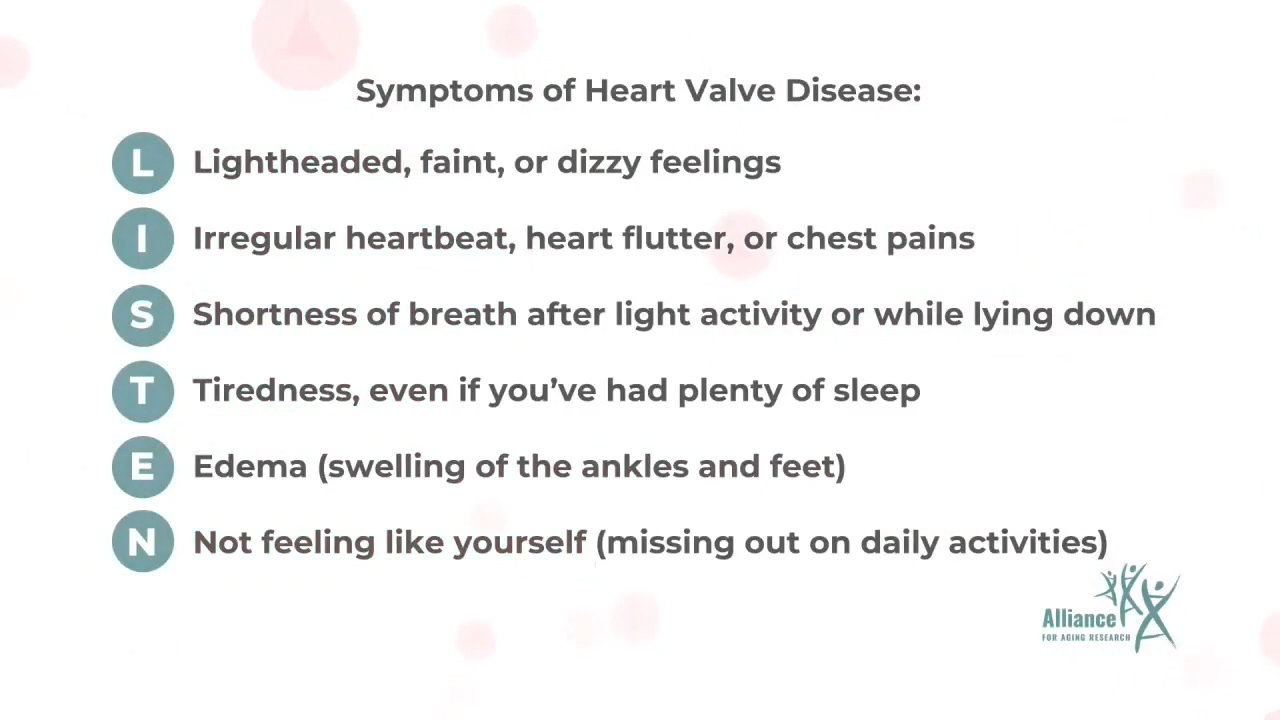 Symptoms of Heart Valve Disease:
L Lightheaded, faint, or dizzy feelings
I Irregular heartbeat, heart flutter, or chest pains
S Shortness of breath after light activity or while lying down
T Tiredness, even if you’ve had plenty of sleep
E Edema (swelling of the ankles and feet)
N Not feeling like yourself (missing out on daily activities)
Alliance
FOR AGING RESEARCH